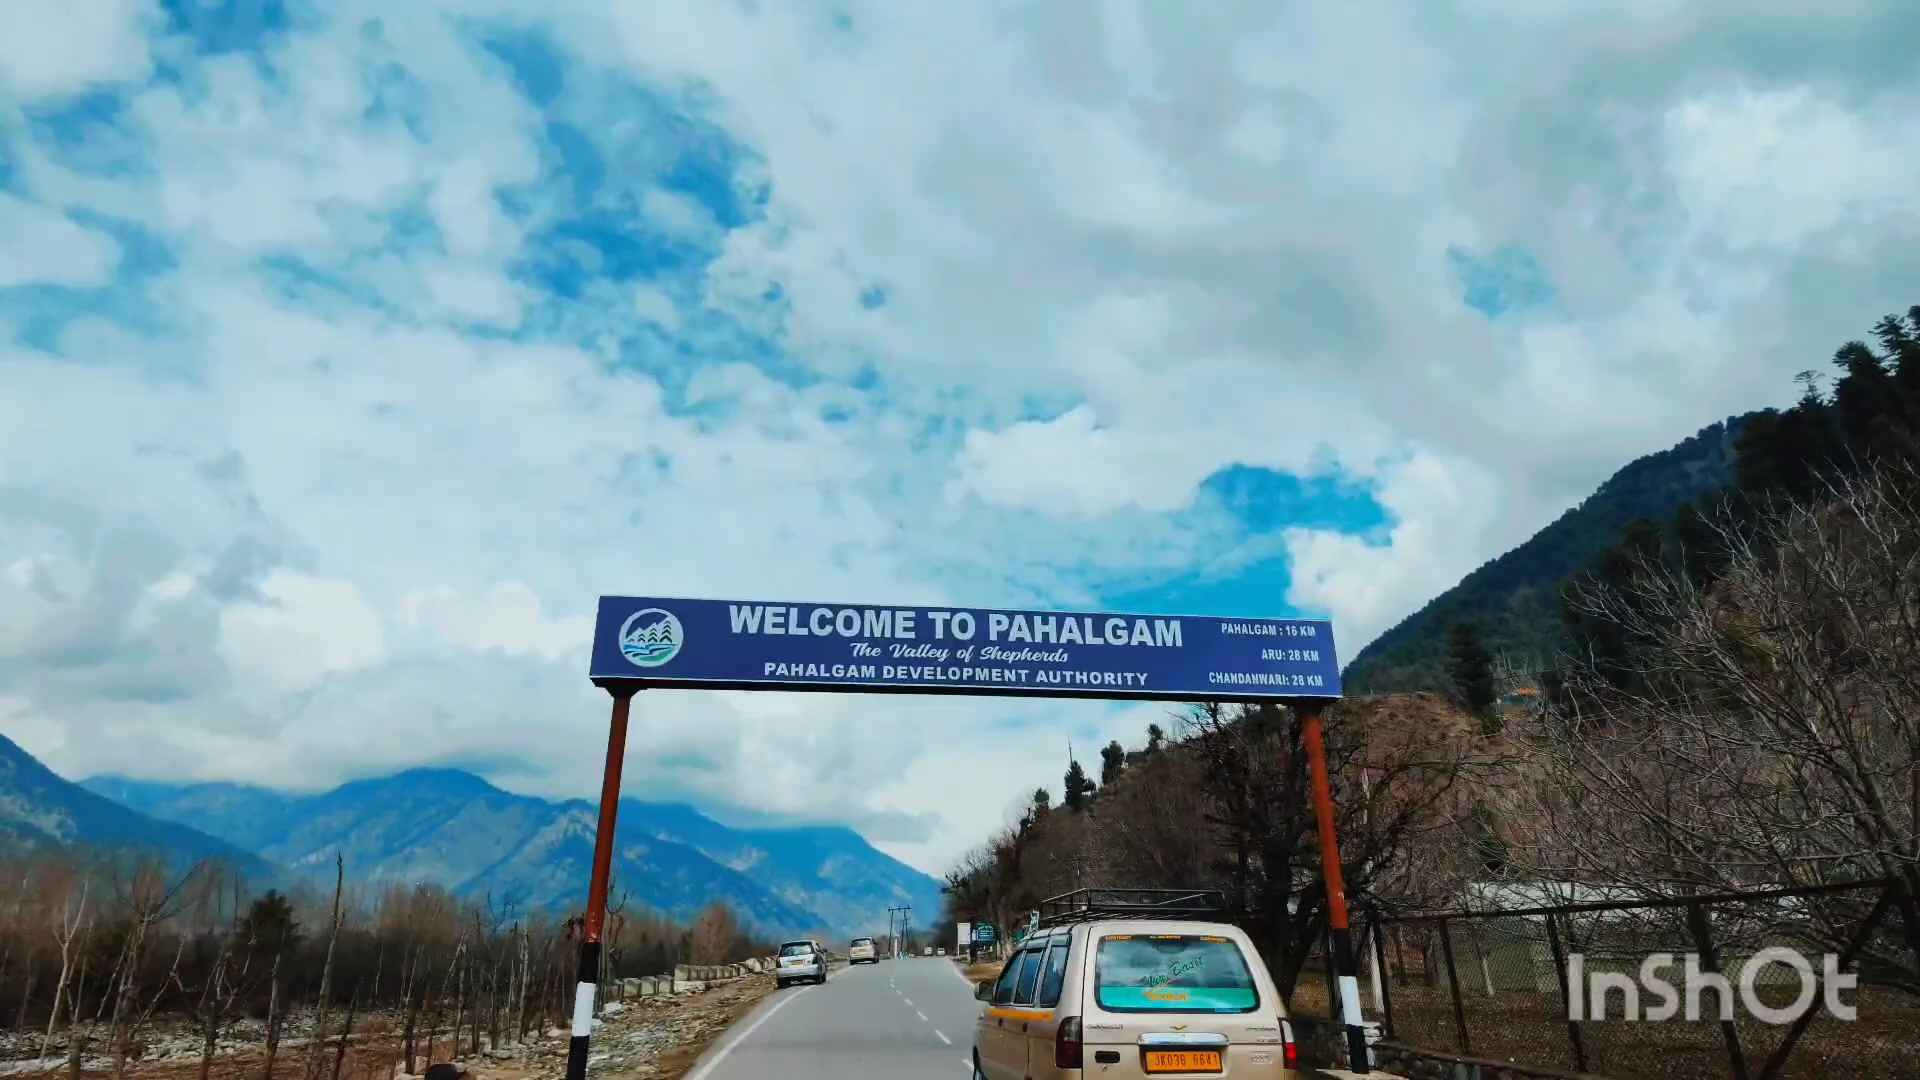 WELCOME TO PAHALGAM
The Valley of Shepherds
PAHALGAM DEVELOPMENT AUTHORITY
PAHALGAM : 16 KM
ARU: 28 KM
CHANDANWARI: 28 KM
InShOt